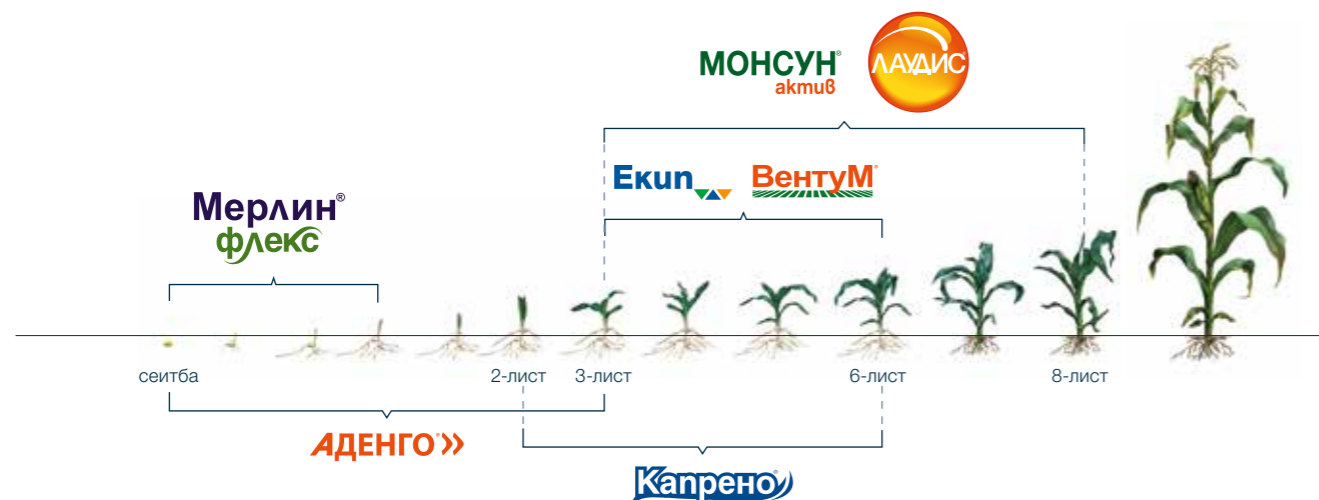 МОНСУН®
актив
ЛАУДИС®
Екип
ВентуМ®
Мерлин®
флекс
сеитба
2-лист
3-лист
6-лист
8-лист
АДЕНГО®
Капрено®